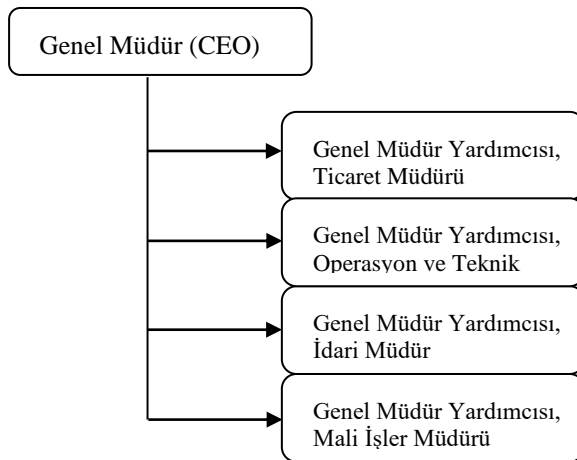 Genel Müdür (CEO)
Genel Müdür Yardımcısı,
Ticaret Müdürü
Genel Müdür Yardımcısı,
Operasyon ve Teknik
Genel Müdür Yardımcısı,
İdari Müdür
Genel Müdür Yardımcısı,
Mali İşler Müdürü